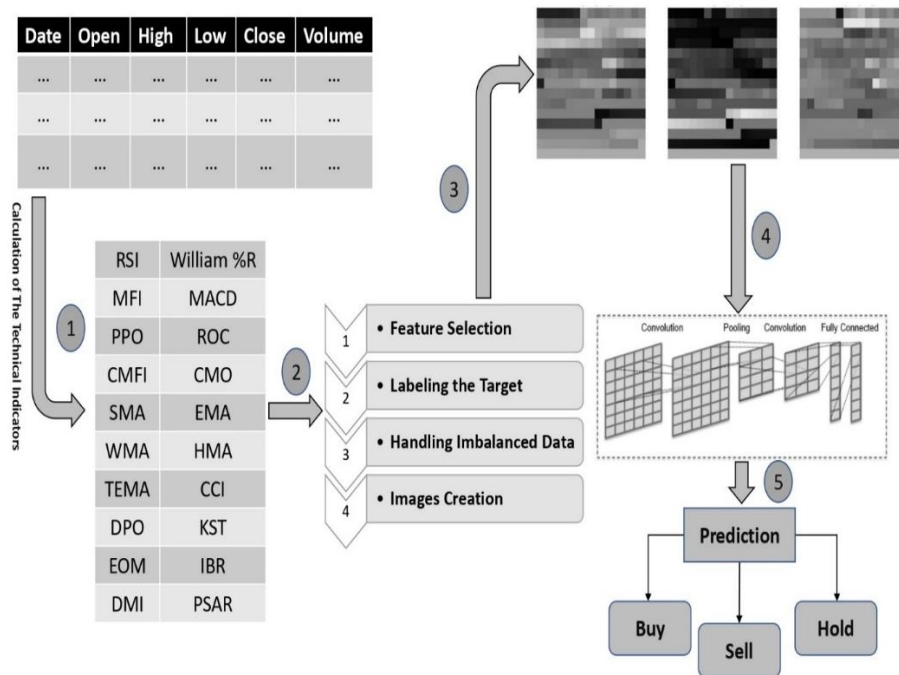 Date Open High Low Close Volume
... ... ... ... ... ...
... ... ... ... ... ...
... ... ... ... ... ...
Calculation of The Technical Indicators
1
RSI William %R
MFI MACD
PPO ROC
CMFI CMO
SMA EMA
WMA HMA
TEMA CCI
DPO KST
EOM IBR
DMI PSAR
2
1 • Feature Selection
2 • Labeling the Target
3 • Handling Imbalanced Data
4 • Images Creation
3
4
Convolution Pooling Convolution Fully Connected
5
Prediction
Buy
Sell
Hold